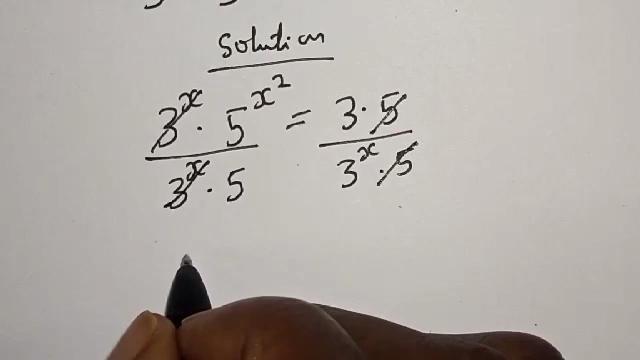 Solution
3^x · 5^x² / 3^x · 5 = 3 · 5 / 3^x · 5